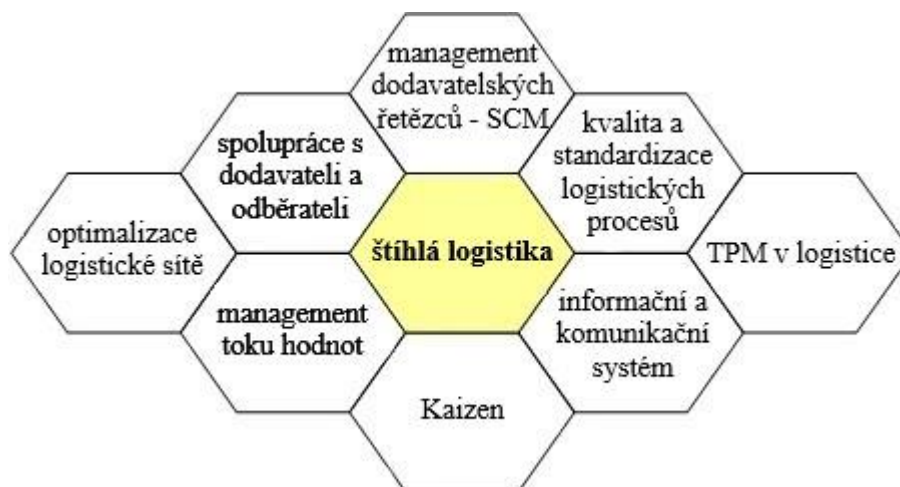 management
dodavatelských
řetězců - SCM
spolupráce s
dodavateli a
odběrateli
kvalita a
standardizace
logistických
procesů
optimalizace
logistické sítě
štíhlá logistika
TPM v logistice
management
toku hodnot
informační a
komunikační
systém
Kaizen